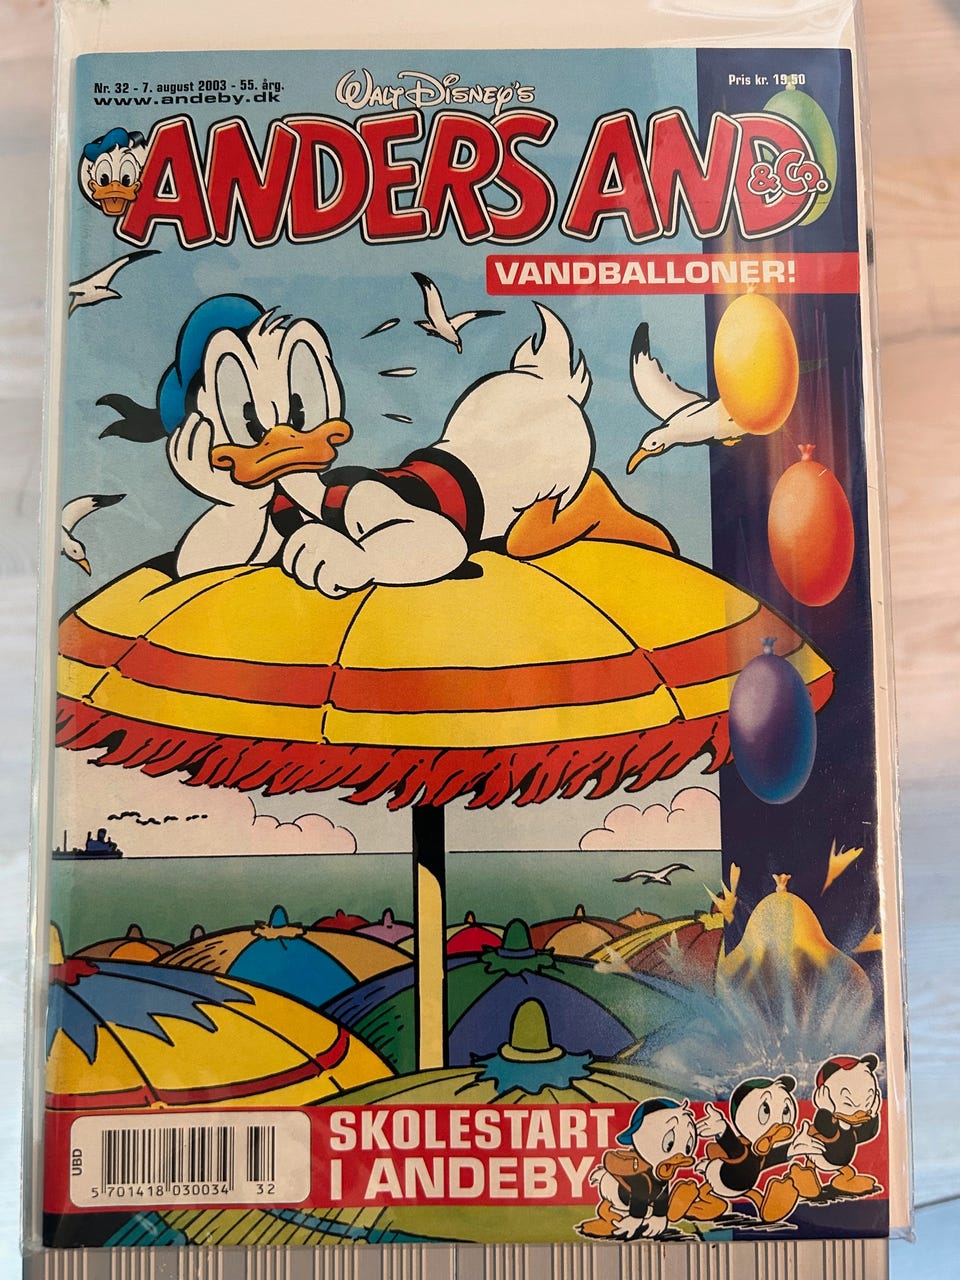 Nr. 32 - 7. august 2003 - 55. årg.
www.andeby.dk
WALT DISNEY'S
Pris kr. 19,50
ANDERS AND & Co.
VANDBALLONER!
SKOLESTART
I ANDEBY
UBD
5 701418 030034 32